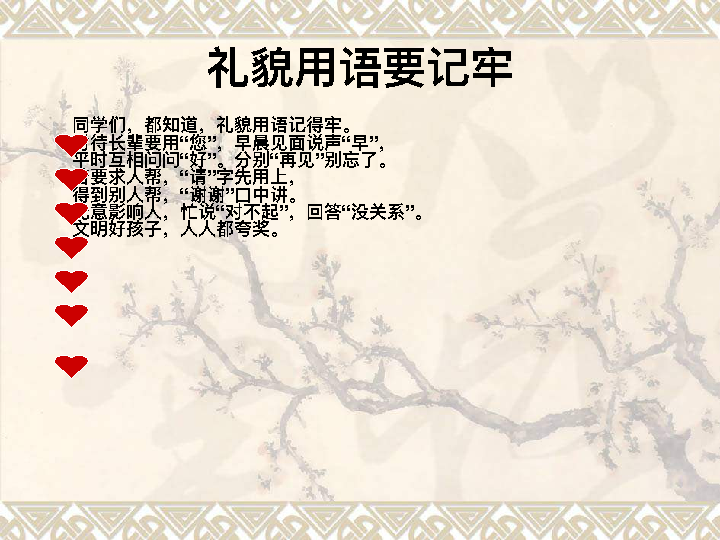 礼貌用语要记牢
同学们，都知道，礼貌用语记得牢。
待长辈要用“您”，早晨见面说声“早”，
平时互相问问“好”。分别“再见”别忘了。
要求人帮，“请”字先用上，
得到别人帮，“谢谢”口中讲。
意影响人，忙说“对不起”，回答“没关系”。
文明好孩子，人人都夸奖。